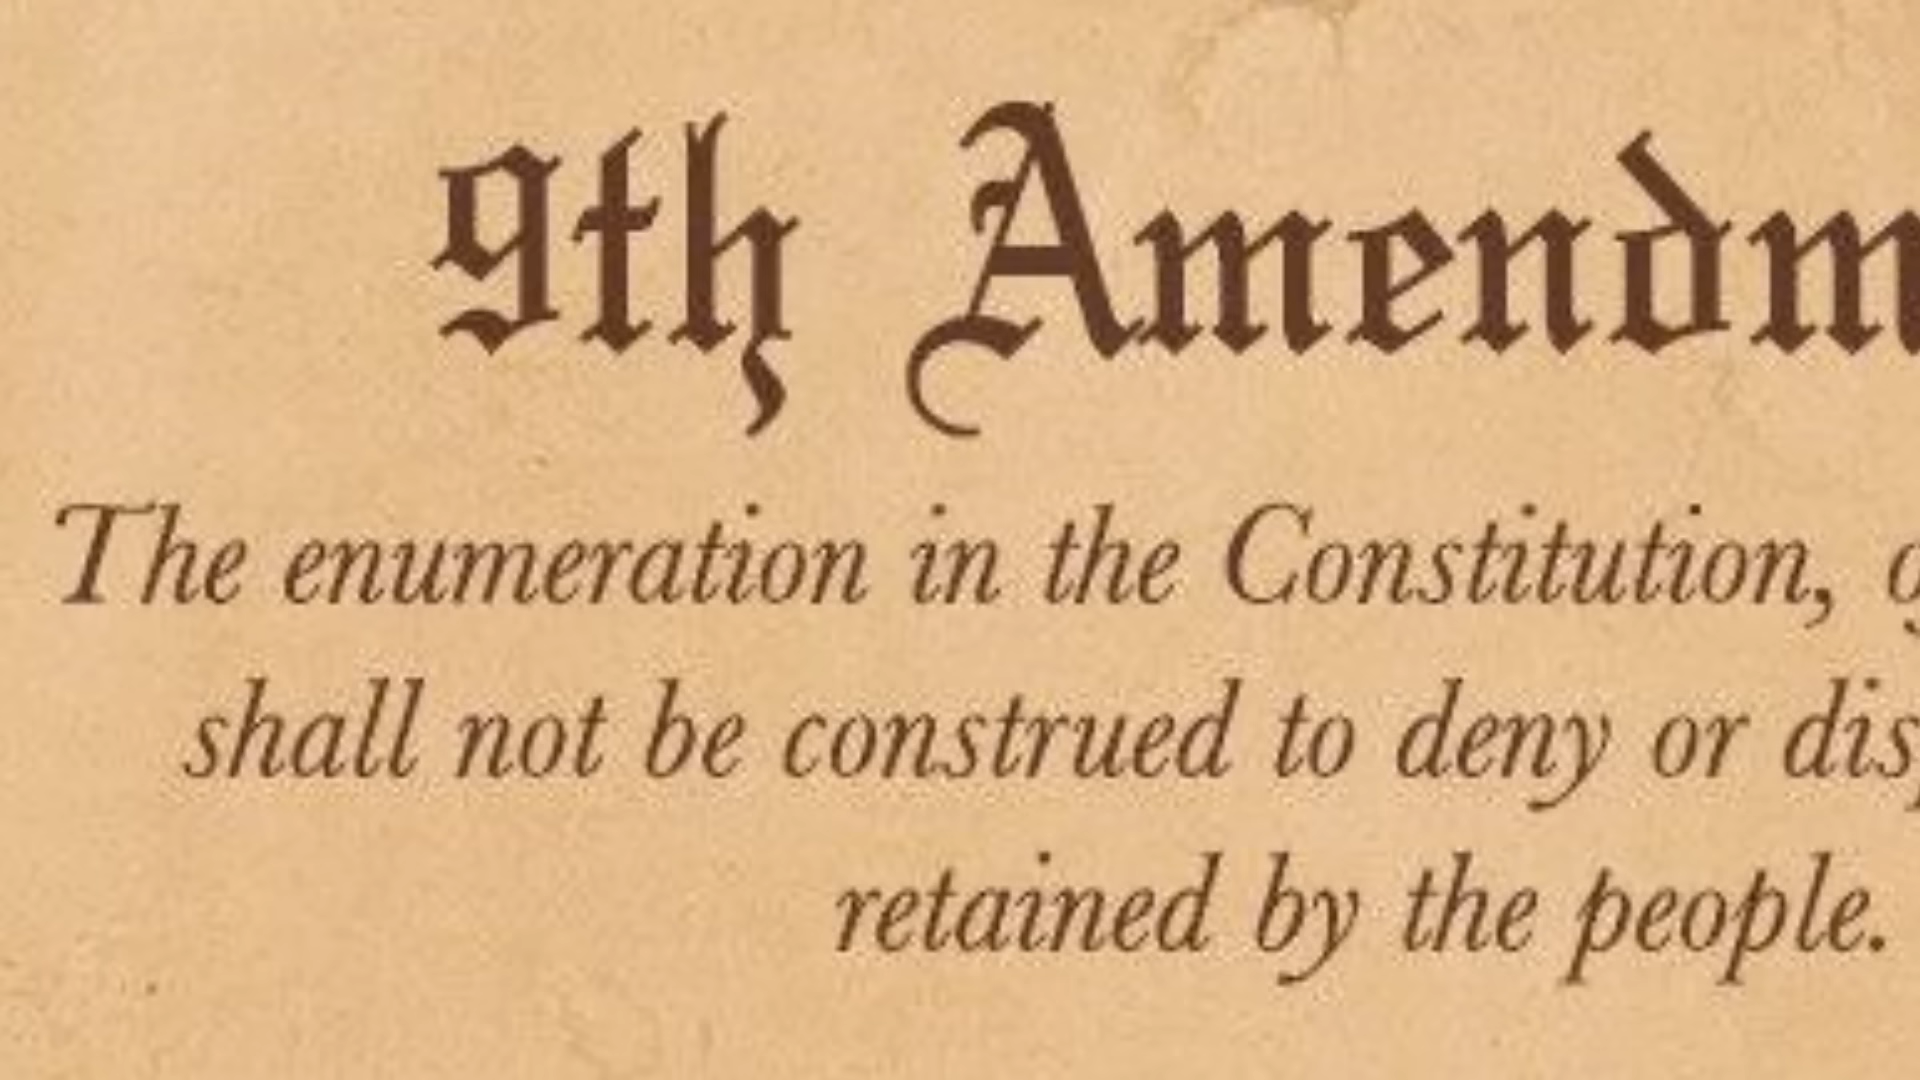 9th Amendm
The enumeration in the Constitution,
shall not be construed to deny or dis
retained by the people.